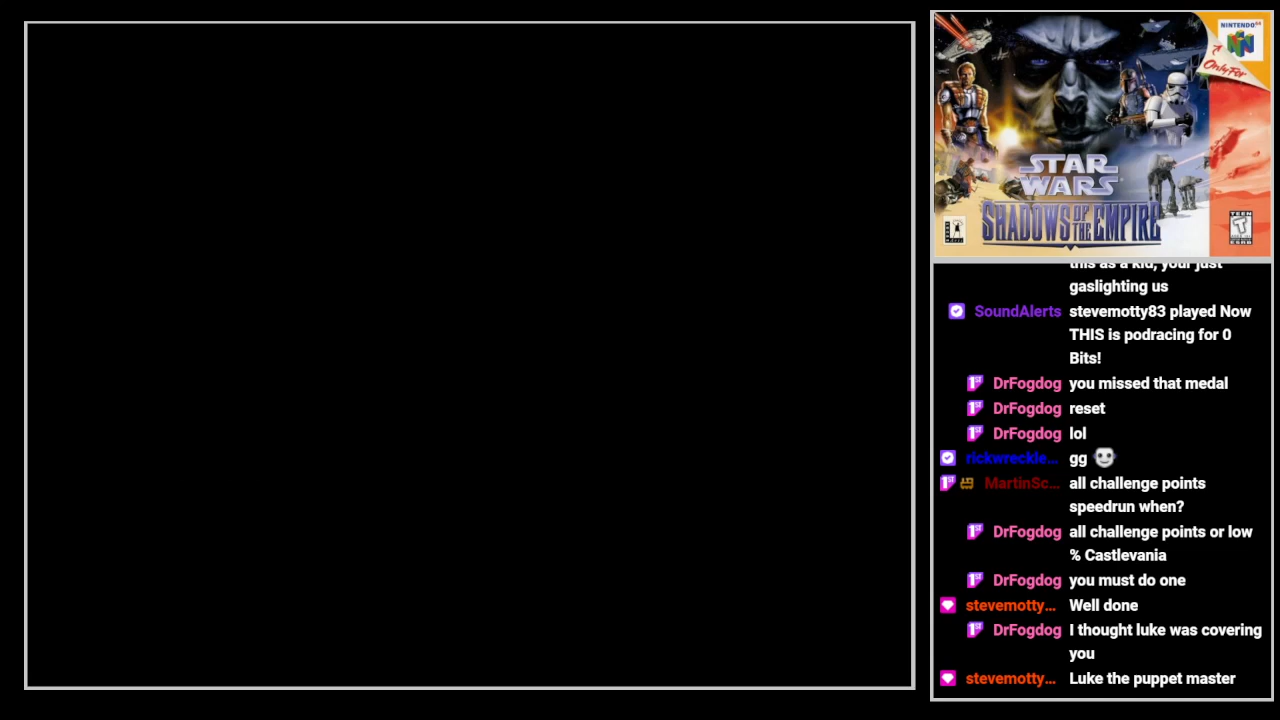 NINTENDO 64
Only For
STAR
WARS
SHADOWS OF THE EMPIRE
TEEN
T
ESRB
this as a kid, your just
gaslighting us
SoundAlerts stevemotty83 played Now
THIS is podracing for 0
Bits!
DrFogdog you missed that medal
DrFogdog reset
DrFogdog lol
rickwreckle... gg
MartinSc... all challenge points
speedrun when?
DrFogdog all challenge points or low
% Castlevania
DrFogdog you must do one
stevemotty... Well done
DrFogdog I thought luke was covering
you
stevemotty... Luke the puppet master